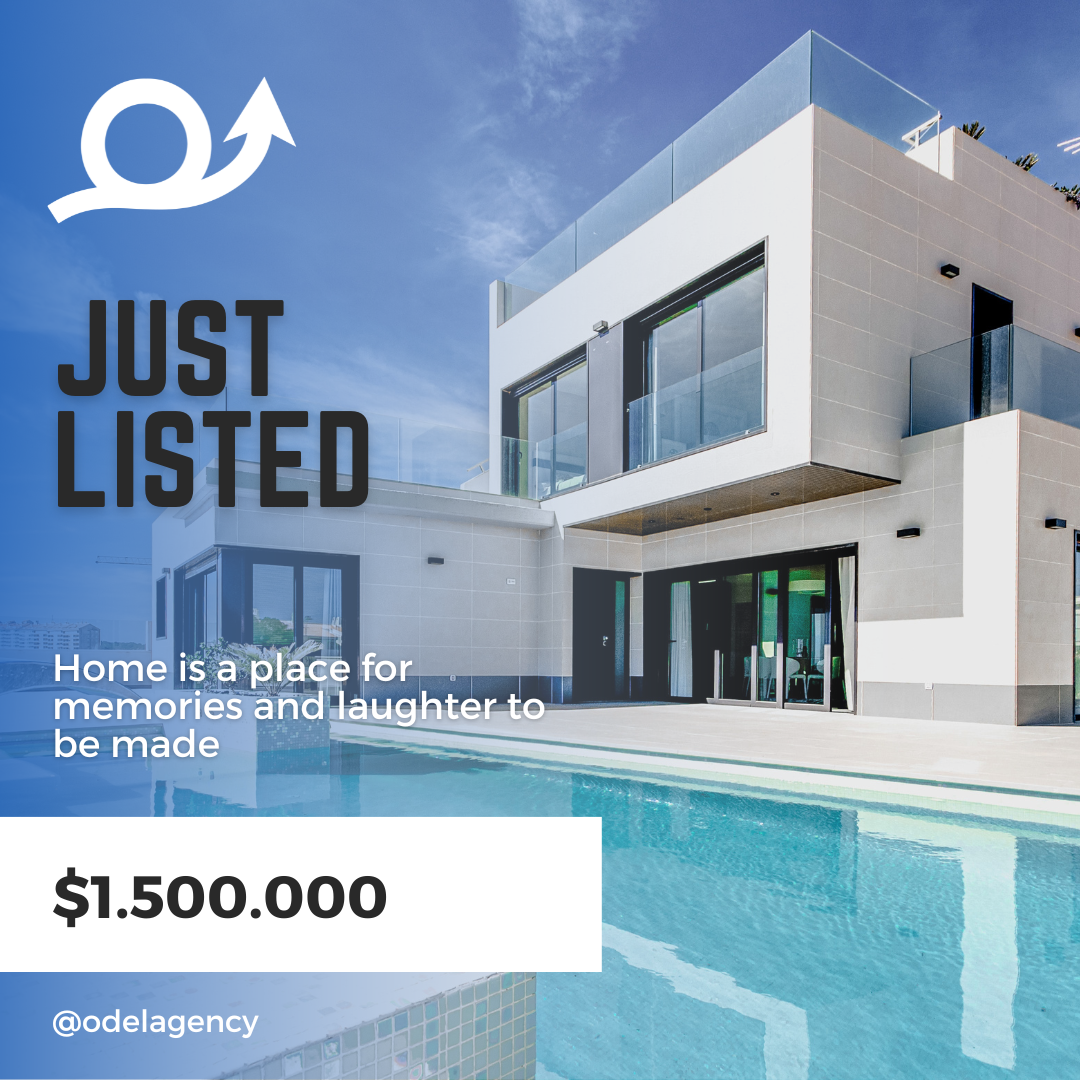 JUST
LISTED
Home is a place for
memories and laughter to
be made
$1.500.000
@odelagency